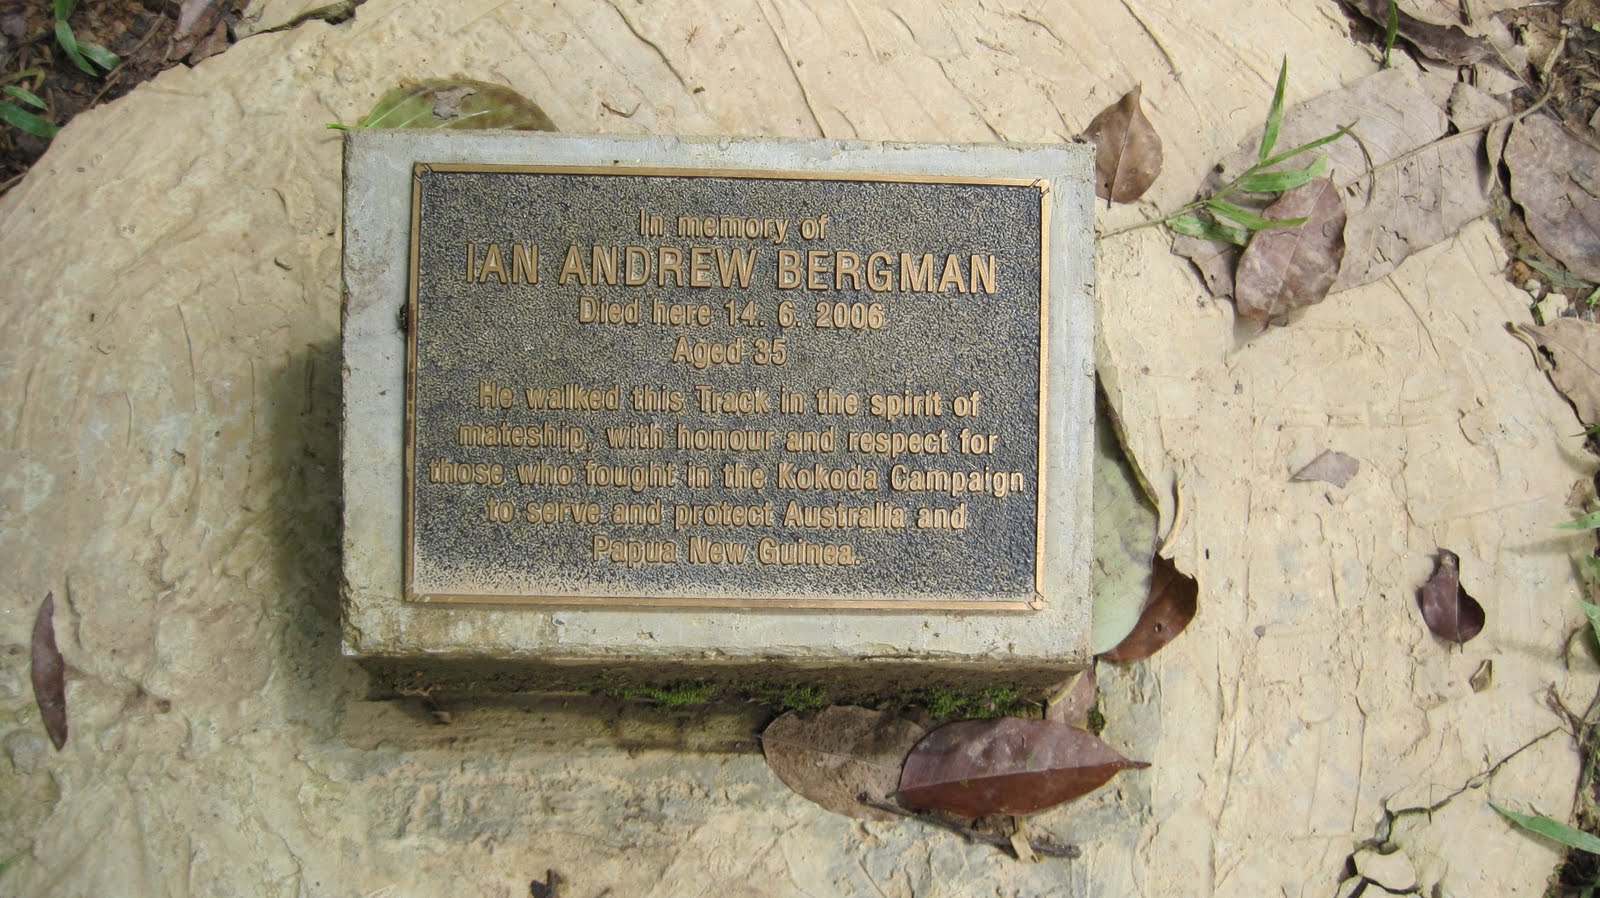 In memory of
IAN ANDREW BERGMAN
Died here 14. 6. 2006
Aged 35
He walked this Track in the spirit of
mateship, with honour and respect for
those who fought in the Kokoda Campaign
to serve and protect Australia and
Papua New Guinea.